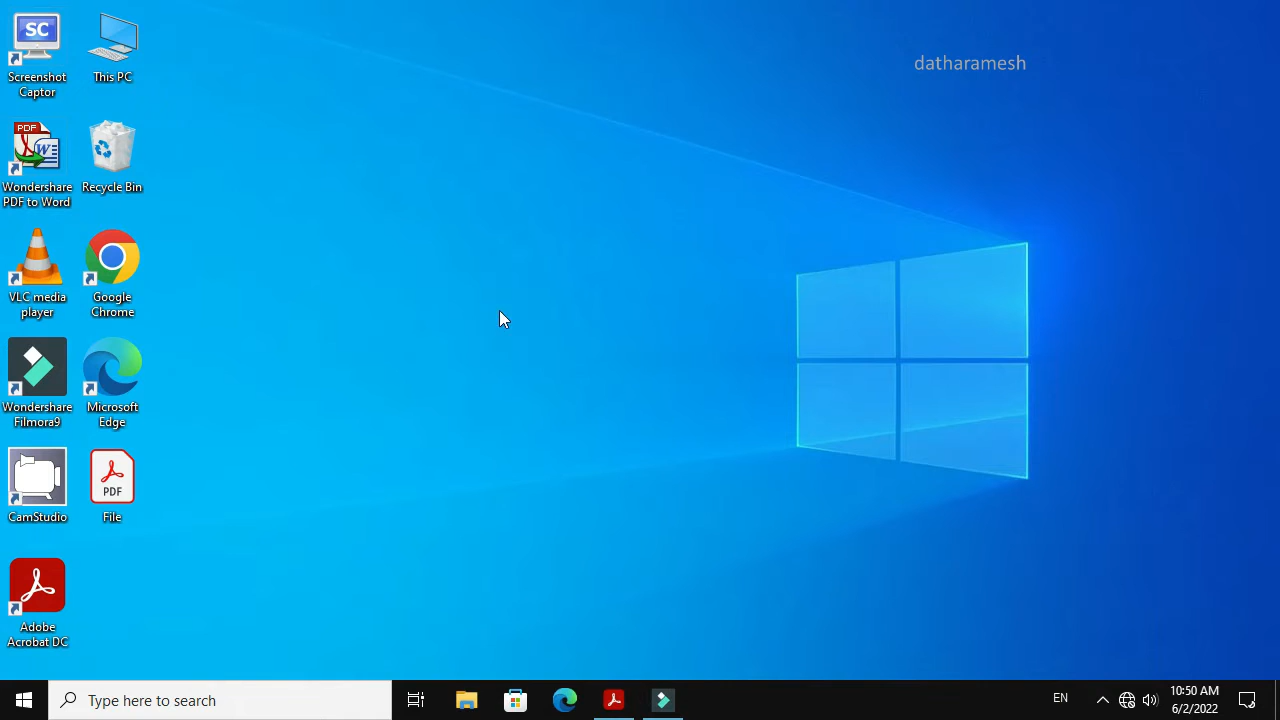 datharamesh
SC
Screenshot
Captor
This PC
PDF
W
Wondershare
PDF to Word
Recycle Bin
VLC media
player
Google
Chrome
Wondershare
Filmora9
Microsoft
Edge
CamStudio
PDF
File
Adobe
Acrobat DC
Type here to search
EN
10:50 AM
6/2/2022